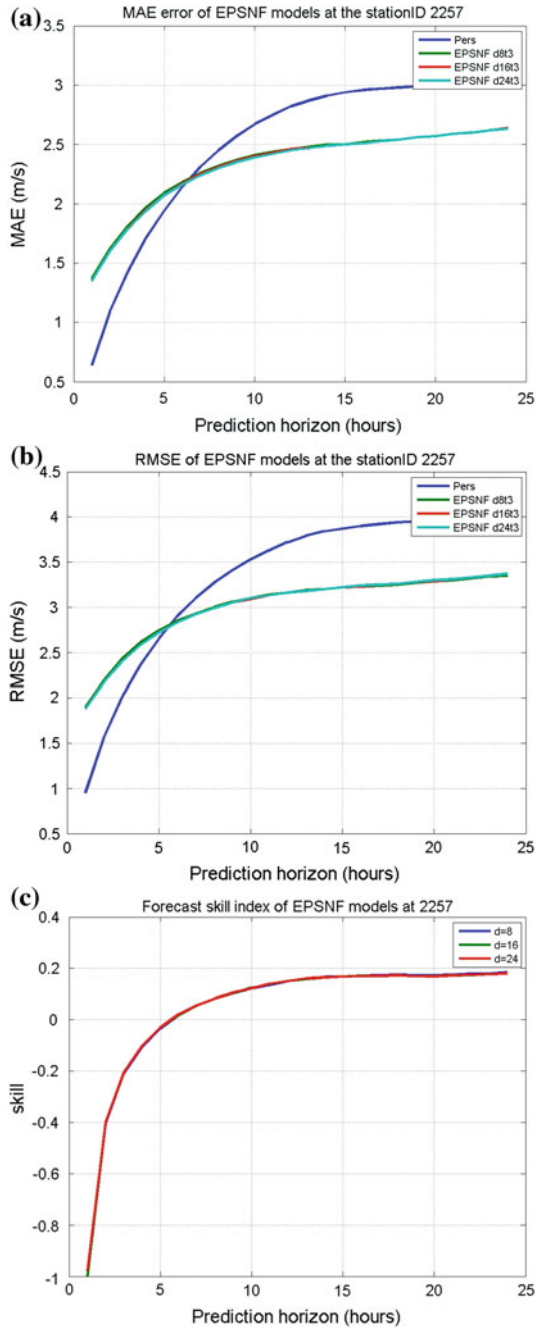 (a)
MAE error of EPSNF models at the stationID 2257
Pers
EPSNF d8t3
EPSNF d16t3
EPSNF d24t3
3.5
3
2.5
2
1.5
1
0.5
MAE (m/s)
0 5 10 15 20 25
Prediction horizon (hours)
(b)
RMSE of EPSNF models at the stationID 2257
Pers
EPSNF d8t3
EPSNF d16t3
EPSNF d24t3
4.5
4
3.5
3
2.5
2
1.5
1
0.5
RMSE (m/s)
0 5 10 15 20 25
Prediction horizon (hours)
(c)
Forecast skill index of EPSNF models at 2257
d=8
d=16
d=24
0.4
0.2
0
-0.2
-0.4
-0.6
-0.8
-1
skill
0 5 10 15 20 25
Prediction horizon (hours)